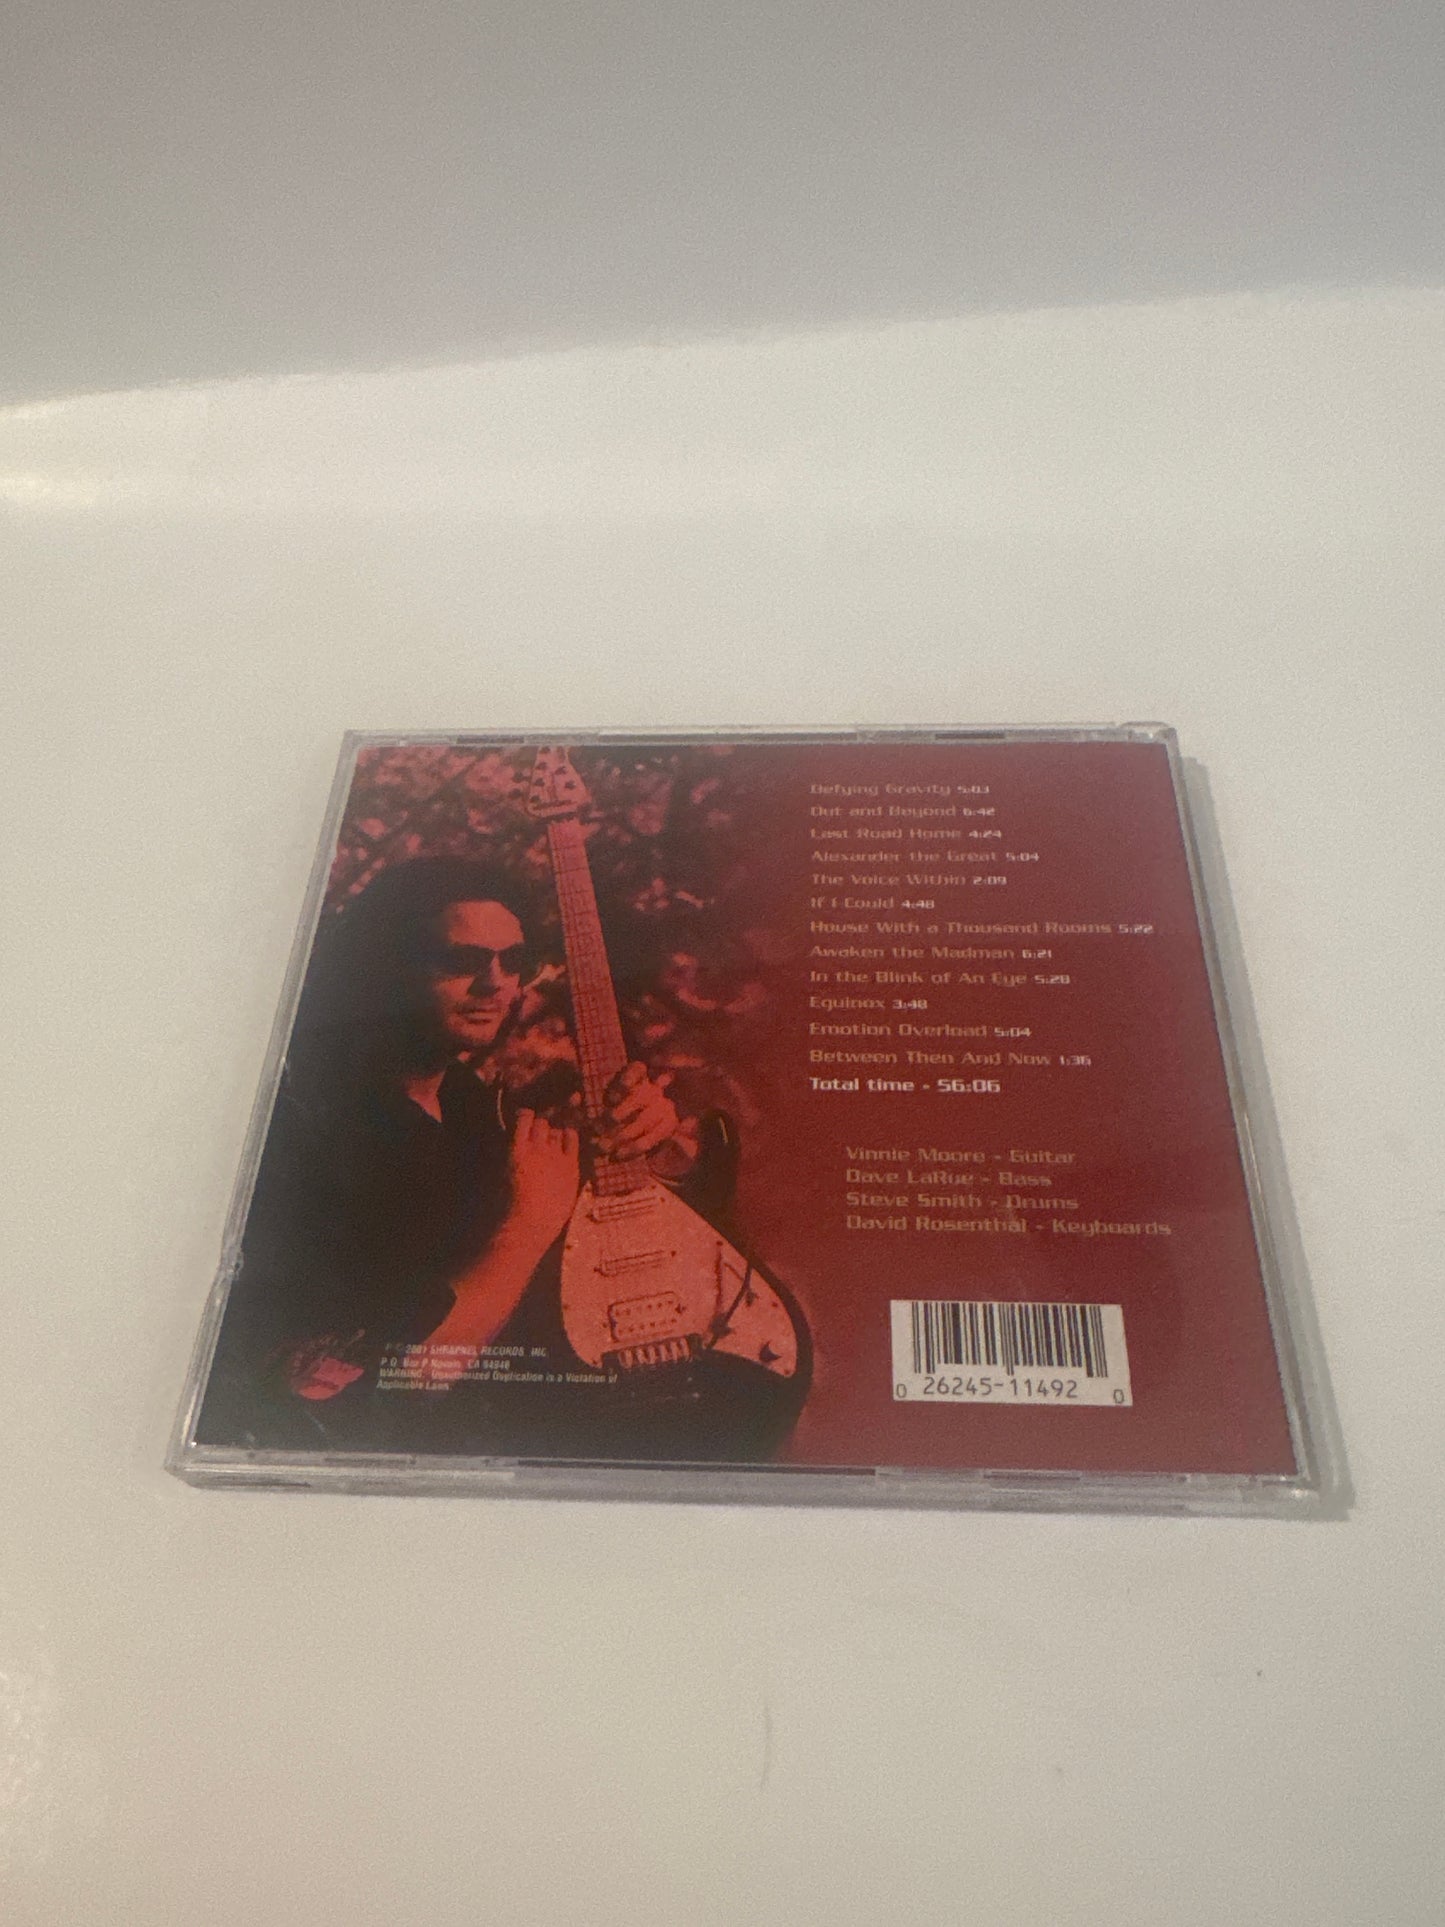 Defying Gravity 5:03
Out and Beyond 6:42
Last Road Home 4:24
Alexander the Great 5:04
The Voice Within 2:09
If I Could 4:48
House With a Thousand Rooms 5:22
Awaken the Madman 6:21
In the Blink of An Eye 5:28
Equinox 3:48
Emotion Overload 5:04
Between Then And Now 1:36
Total time - 56:06
Vinnie Moore - Guitar
Dave LaRue - Bass
Steve Smith - Drums
David Rosenthal - Keyboards
℗ © 2001 SHRAPNEL RECORDS, INC.
P.O. Box P Novato, CA 94948
WARNING: Unauthorized Duplication is a Violation of
Applicable Laws.
0 26245-11492 0